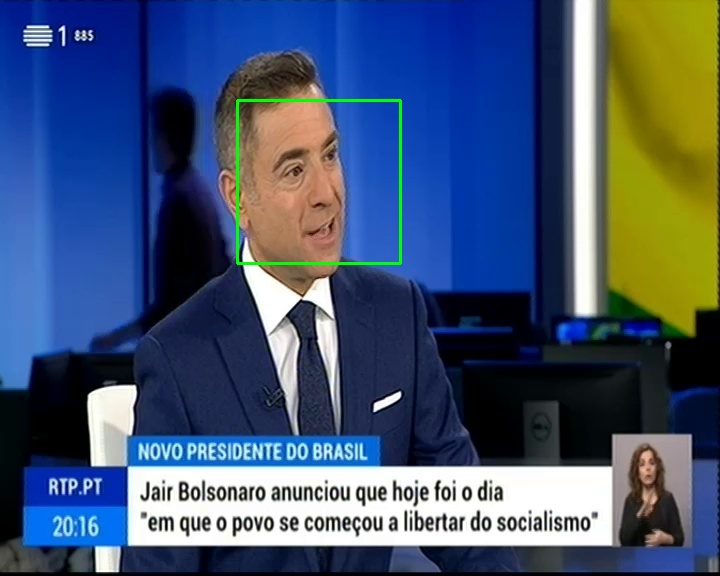 1 885
NOVO PRESIDENTE DO BRASIL
RTP.PT
Jair Bolsonaro anunciou que hoje foi o dia
20:16
"em que o povo se começou a libertar do socialismo"
DELL